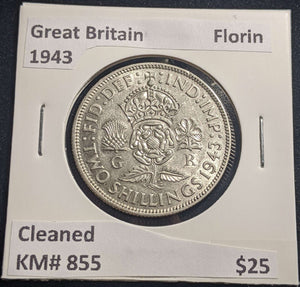 Great Britain Florin
1943
FID: DEF: IND: IMP: 1943
TWO SHILLINGS
G R
Cleaned
KM# 855 $25